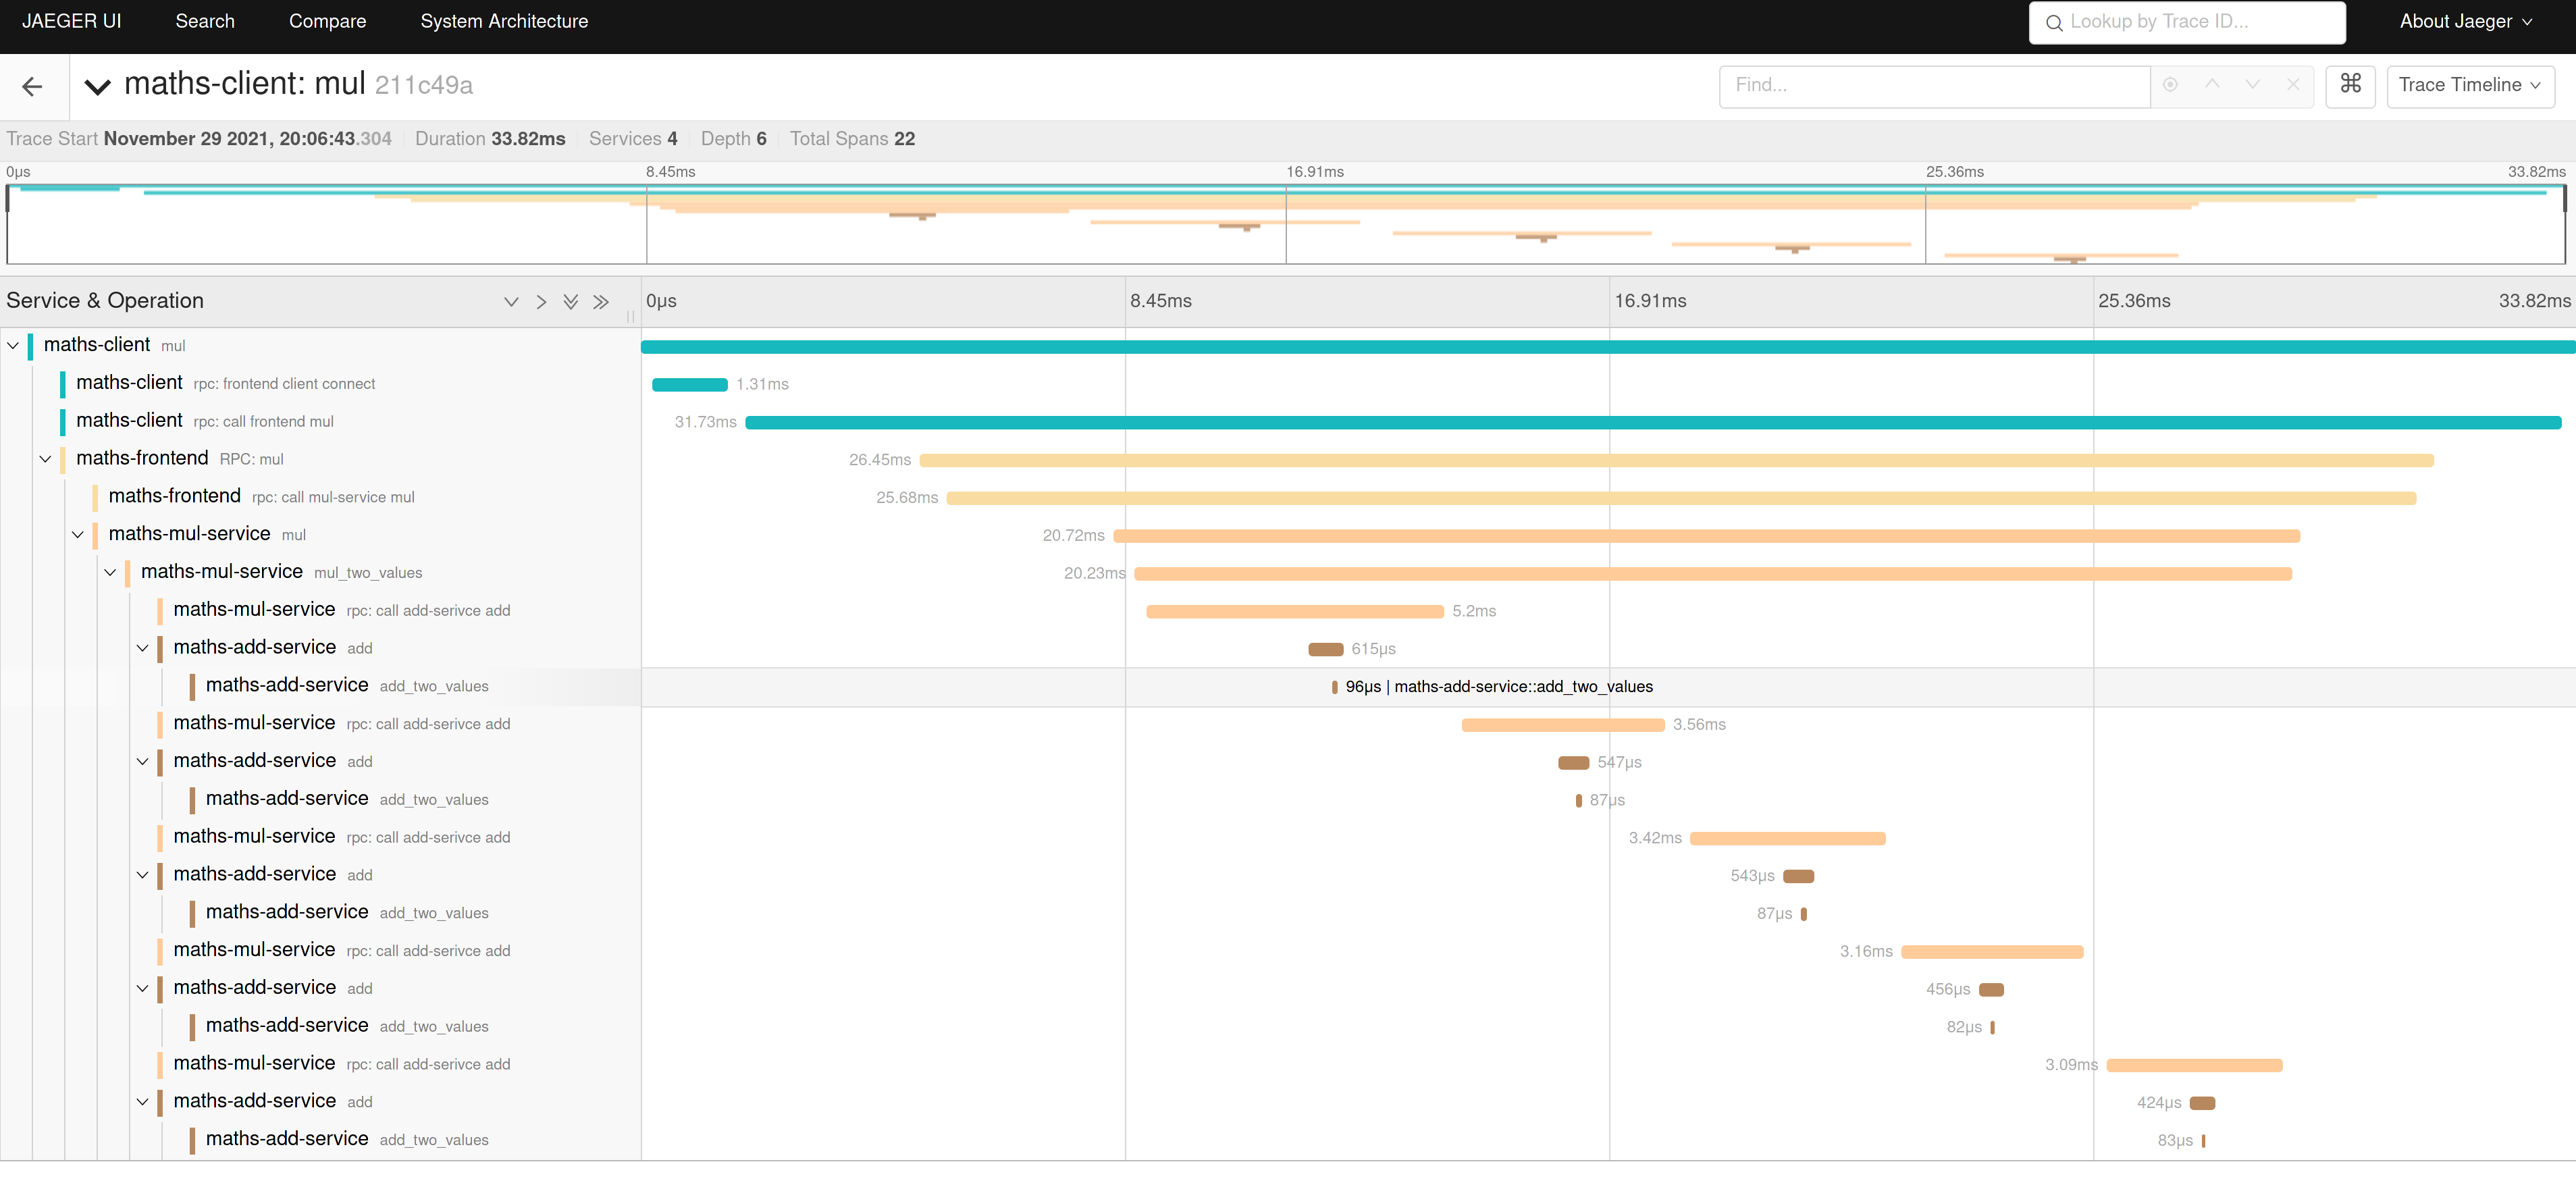 JAEGER UI Search Compare System Architecture Lookup by Trace ID... About Jaeger
maths-client: mul 211c49a Find... ⌘ Trace Timeline
Trace Start November 29 2021, 20:06:43.304 Duration 33.82ms Services 4 Depth 6 Total Spans 22
0μs 8.45ms 16.91ms 25.36ms 33.82ms
Service & Operation 0μs 8.45ms 16.91ms 25.36ms 33.82ms
maths-client mul
maths-client rpc: frontend client connect 1.31ms
maths-client rpc: call frontend mul 31.73ms
maths-frontend RPC: mul 26.45ms
maths-frontend rpc: call mul-service mul 25.68ms
maths-mul-service mul 20.72ms
maths-mul-service mul_two_values 20.23ms
maths-mul-service rpc: call add-serivce add 5.2ms
maths-add-service add 615μs
maths-add-service add_two_values 96μs | maths-add-service::add_two_values
maths-mul-service rpc: call add-serivce add 3.56ms
maths-add-service add 547μs
maths-add-service add_two_values 87μs
maths-mul-service rpc: call add-serivce add 3.42ms
maths-add-service add 543μs
maths-add-service add_two_values 87μs
maths-mul-service rpc: call add-serivce add 3.16ms
maths-add-service add 456μs
maths-add-service add_two_values 82μs
maths-mul-service rpc: call add-serivce add 3.09ms
maths-add-service add 424μs
maths-add-service add_two_values 83μs